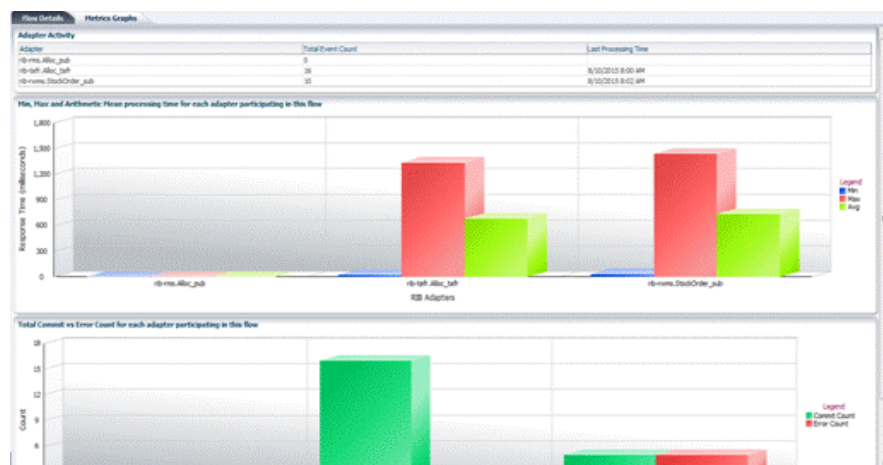 Flow Details Metrics Graphs
Adapter Activity
Adapter Total Event Count Last Processing Time
rib-rms.Alloc_pub 0
rib-tafr.Alloc_tafr 16 8/10/2015 8:00 AM
rib-rwms.StockOrder_sub 10 8/10/2015 8:02 AM
Min, Max and Arithmetic Mean processing time for each adapter participating in this flow
1,800
1,500
1,200
900
600
300
0
Response Time (milliseconds)
rib-rms.Alloc_pub rib-tafr.Alloc_tafr rib-rwms.StockOrder_sub
RIB Adapters
Legend
Min
Max
Avg
Total Commit vs Error Count for each adapter participating in this flow
18
15
12
9
6
Count
Legend
Commit Count
Error Count